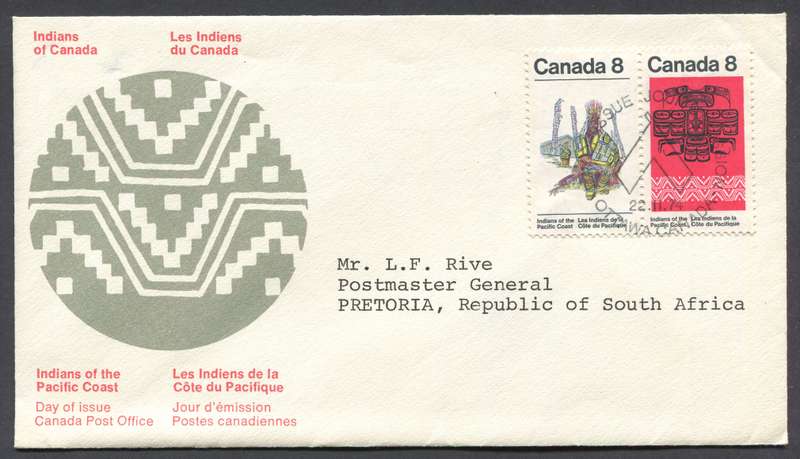 Indians
of Canada
Les Indiens
du Canada
Canada 8
Canada 8
Indians of the
Pacific Coast
Les Indiens de la
Côte du Pacifique
Indians of the
Pacific Coast
Les Indiens de la
Côte du Pacifique
22.II.74
Mr. L.F. Rive
Postmaster General
PRETORIA, Republic of South Africa
Indians of the
Pacific Coast
Les Indiens de la
Côte du Pacifique
Day of issue
Canada Post Office
Jour d'émission
Postes canadiennes